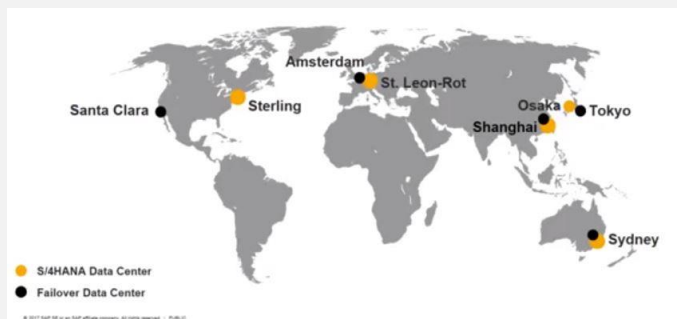 Amsterdam
St. Leon-Rot
Santa Clara
Sterling
Osaka
Tokyo
Shanghai
Sydney
S/4HANA Data Center
Failover Data Center